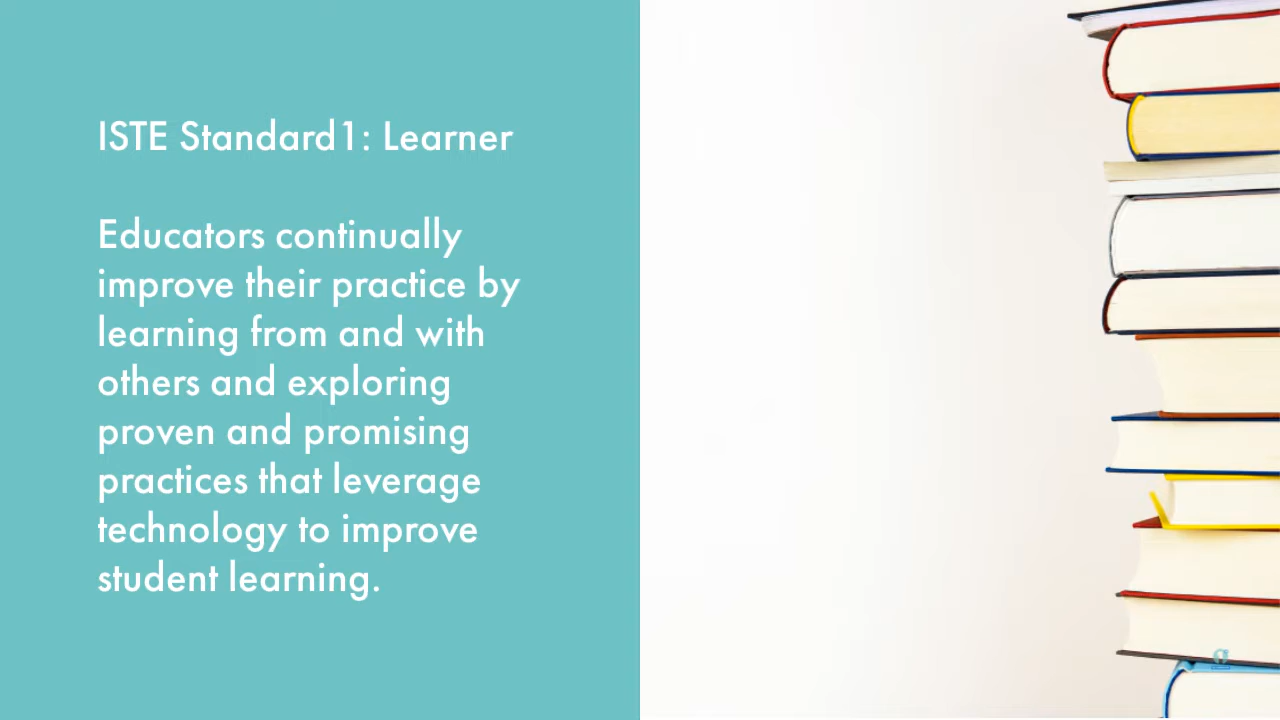 ISTE Standard1: Learner
Educators continually
improve their practice by
learning from and with
others and exploring
proven and promising
practices that leverage
technology to improve
student learning.